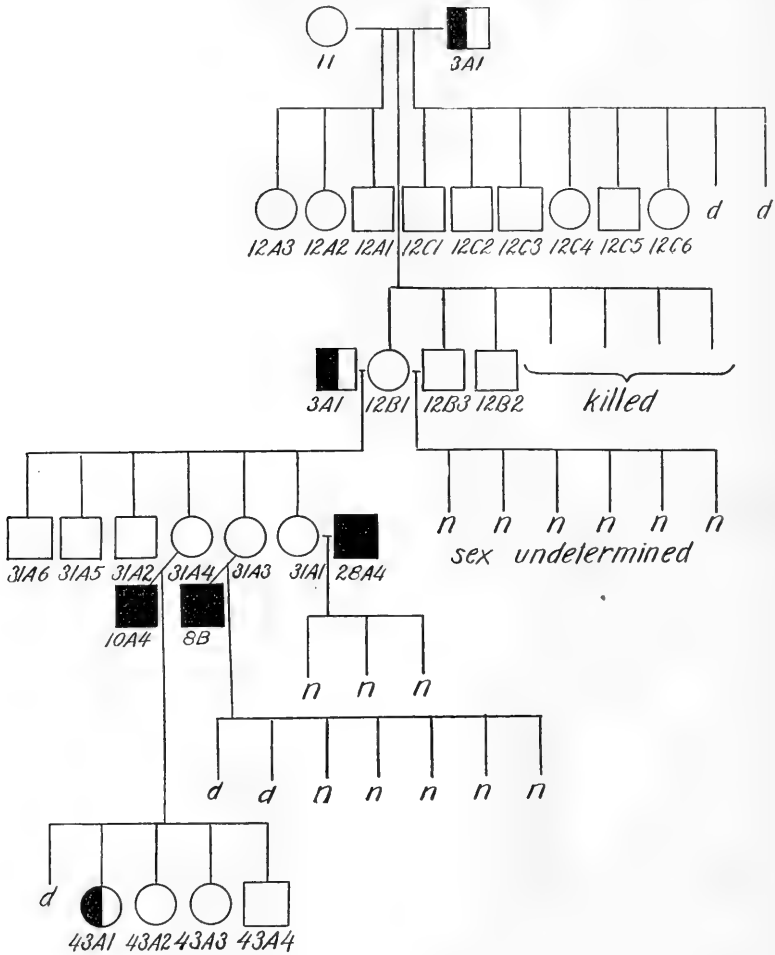 11 3A1
12A3 12A2 12A1 12C1 12C2 12C3 12C4 12C5 12C6 d d
3A1 12B1 12B3 12B2 killed
n n n n n n
sex undetermined
31A6 31A5 31A2 31A4 31A3 31A1 28A4
10A4 8B
n n n
d d n n n n n
d
43A1 43A2 43A3 43A4